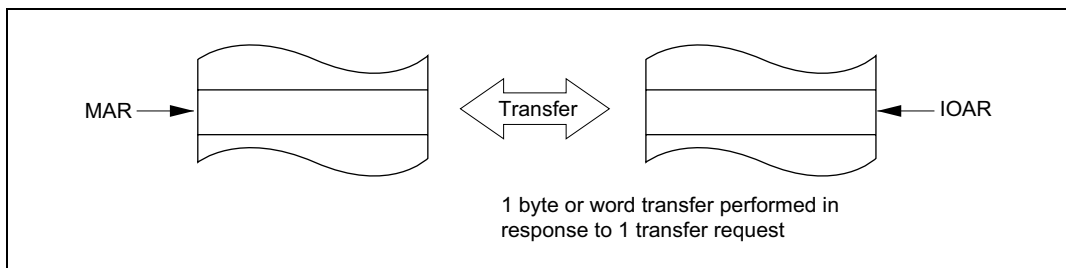 MAR
Transfer
IOAR
1 byte or word transfer performed in
response to 1 transfer request